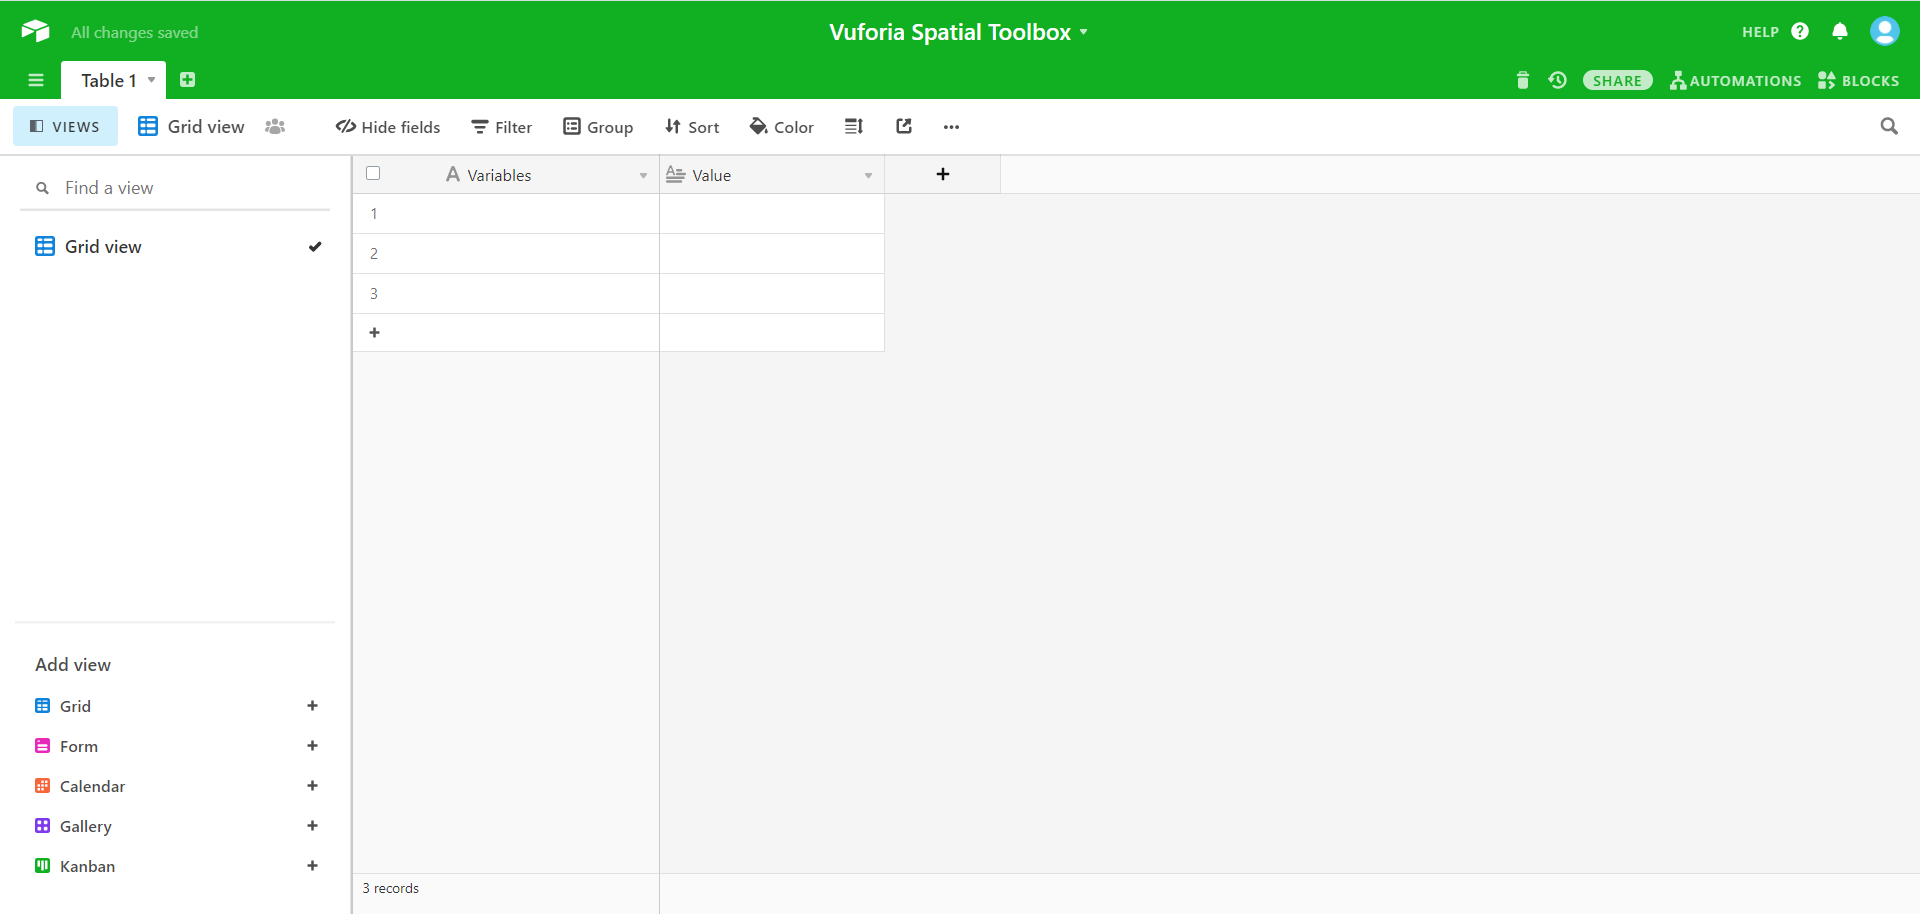 All changes saved
Vuforia Spatial Toolbox
HELP
Table 1
SHARE
AUTOMATIONS
BLOCKS
VIEWS
Grid view
Hide fields
Filter
Group
Sort
Color
Find a view
Grid view
Variables
Value
1
2
3
Add view
Grid
Form
Calendar
Gallery
Kanban
3 records